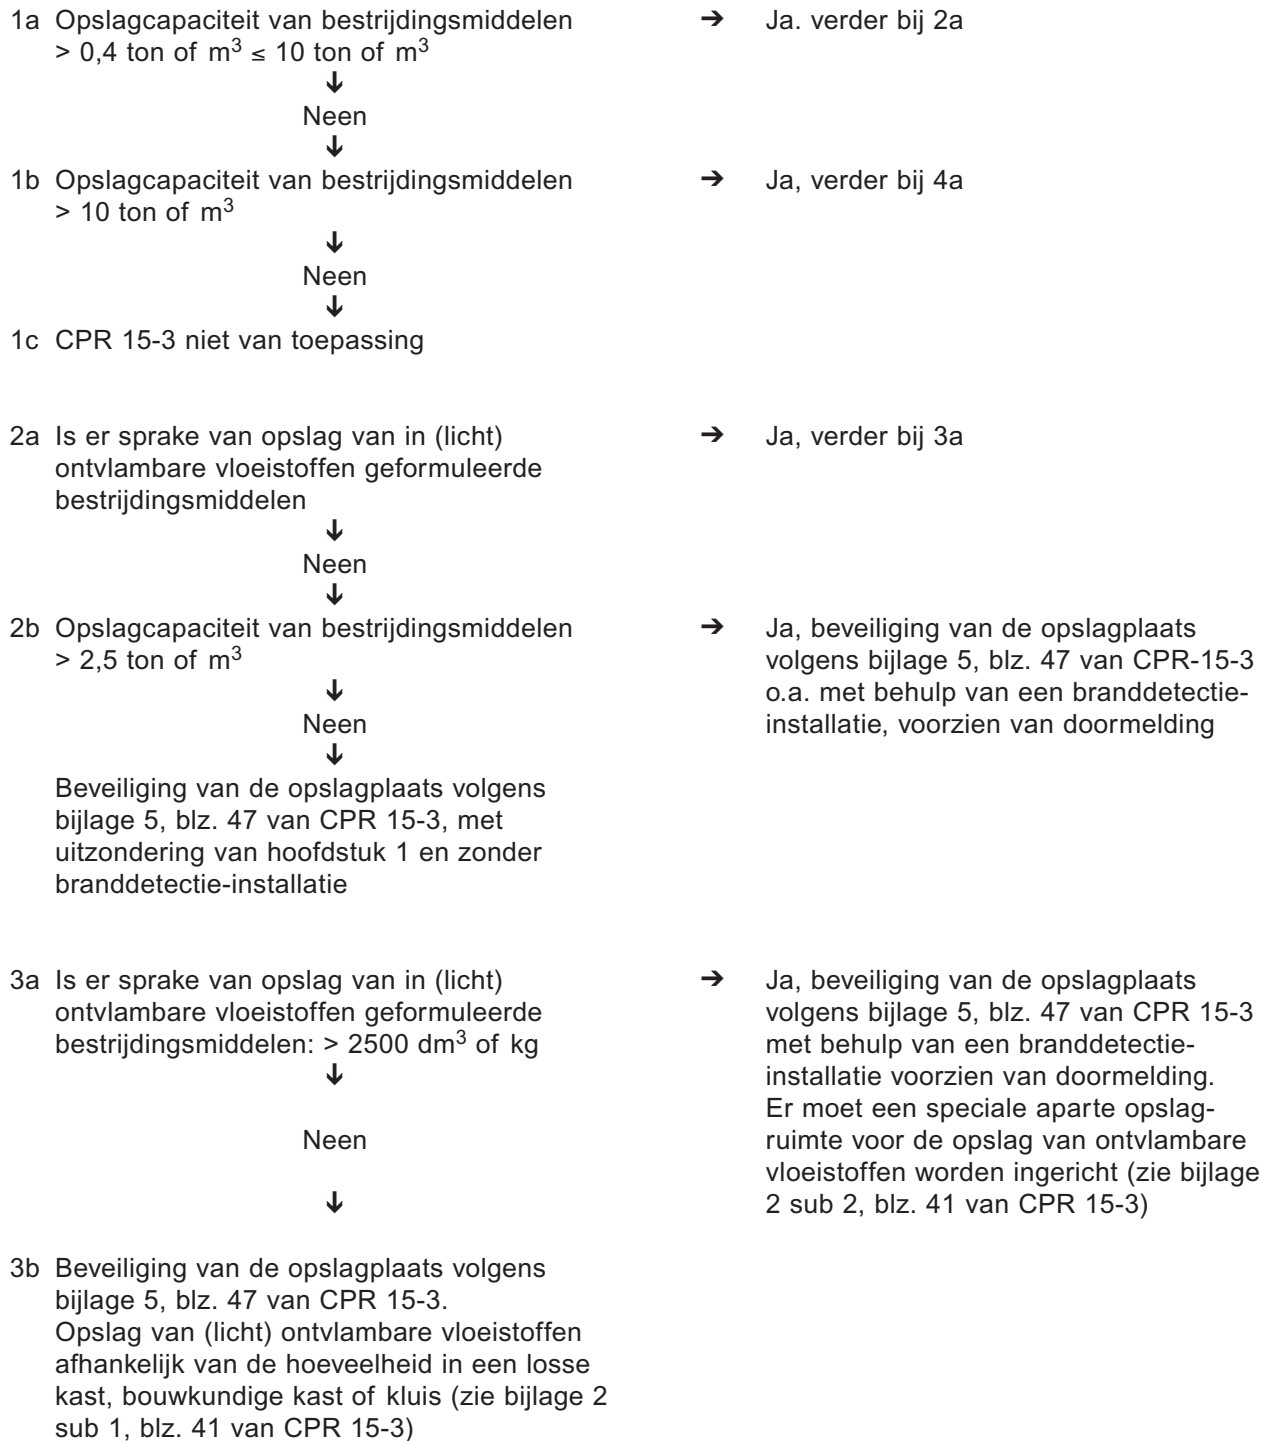 1a Opslagcapaciteit van bestrijdingsmiddelen
> 0,4 ton of m³ ≤ 10 ton of m³
➔ Ja. verder bij 2a
🡓
Neen
🡓
1b Opslagcapaciteit van bestrijdingsmiddelen
> 10 ton of m³
➔ Ja, verder bij 4a
🡓
Neen
🡓
1c CPR 15-3 niet van toepassing
2a Is er sprake van opslag van in (licht)
ontvlambare vloeistoffen geformuleerde
bestrijdingsmiddelen
➔ Ja, verder bij 3a
🡓
Neen
🡓
2b Opslagcapaciteit van bestrijdingsmiddelen
> 2,5 ton of m³
➔ Ja, beveiliging van de opslagplaats
volgens bijlage 5, blz. 47 van CPR-15-3
o.a. met behulp van een branddetectie-
installatie, voorzien van doormelding
🡓
Neen
🡓
Beveiliging van de opslagplaats volgens
bijlage 5, blz. 47 van CPR 15-3, met
uitzondering van hoofdstuk 1 en zonder
branddetectie-installatie
3a Is er sprake van opslag van in (licht)
ontvlambare vloeistoffen geformuleerde
bestrijdingsmiddelen: > 2500 dm³ of kg
➔ Ja, beveiliging van de opslagplaats
volgens bijlage 5, blz. 47 van CPR 15-3
met behulp van een branddetectie-
installatie voorzien van doormelding.
Er moet een speciale aparte opslag-
ruimte voor de opslag van ontvlambare
vloeistoffen worden ingericht (zie bijlage
2 sub 2, blz. 41 van CPR 15-3)
🡓
Neen
🡓
3b Beveiliging van de opslagplaats volgens
bijlage 5, blz. 47 van CPR 15-3.
Opslag van (licht) ontvlambare vloeistoffen
afhankelijk van de hoeveelheid in een losse
kast, bouwkundige kast of kluis (zie bijlage 2
sub 1, blz. 41 van CPR 15-3)